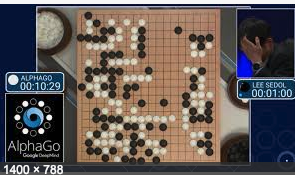 ALPHAGO
00:10:29
LEE SEDOL
00:01:00
AlphaGo
Google DeepMind
1400 × 788